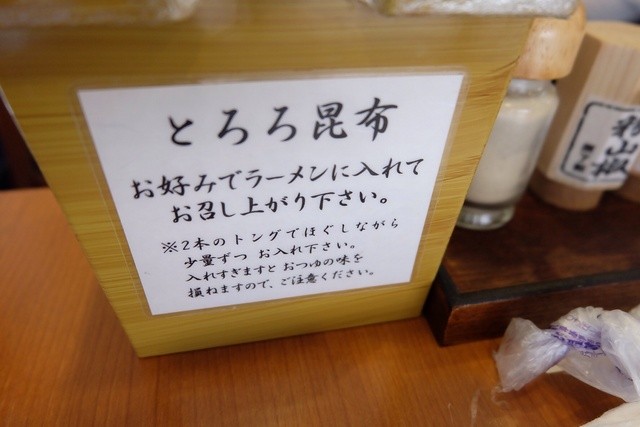 とろろ昆布
お好みでラーメンに入れて
お召し上がり下さい。
※2本のトングでほぐしながら
少量ずつ お入れ下さい。
入れすぎますと おつゆの味を
損ねますので、ご注意ください。
粉山椒